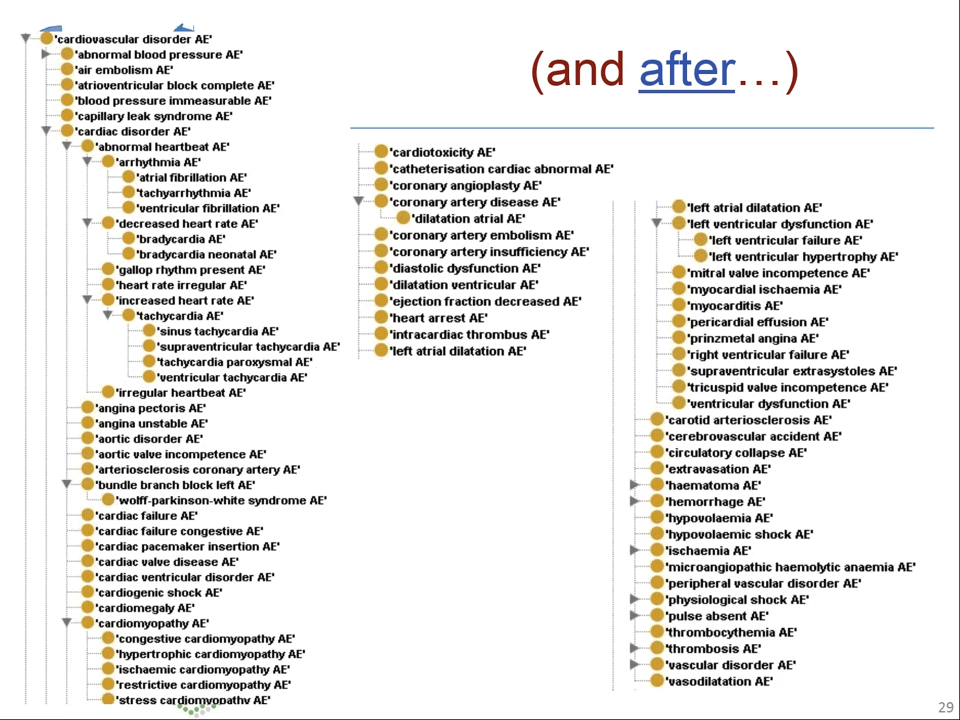 (and after…)
'cardiovascular disorder AE'
'abnormal blood pressure AE'
'air embolism AE'
'atrioventricular block complete AE'
'blood pressure immeasurable AE'
'capillary leak syndrome AE'
'cardiac disorder AE'
'abnormal heartbeat AE'
'arrhythmia AE'
'atrial fibrillation AE'
'tachyarrhythmia AE'
'ventricular fibrillation AE'
'decreased heart rate AE'
'bradycardia AE'
'bradycardia neonatal AE'
'gallop rhythm present AE'
'heart rate irregular AE'
'increased heart rate AE'
'tachycardia AE'
'sinus tachycardia AE'
'supraventricular tachycardia AE'
'tachycardia paroxysmal AE'
'ventricular tachycardia AE'
'irregular heartbeat AE'
'angina pectoris AE'
'angina unstable AE'
'aortic disorder AE'
'aortic valve incompetence AE'
'arteriosclerosis coronary artery AE'
'bundle branch block left AE'
'wolff-parkinson-white syndrome AE'
'cardiac failure AE'
'cardiac failure congestive AE'
'cardiac pacemaker insertion AE'
'cardiac valve disease AE'
'cardiac ventricular disorder AE'
'cardiogenic shock AE'
'cardiomegaly AE'
'cardiomyopathy AE'
'congestive cardiomyopathy AE'
'hypertrophic cardiomyopathy AE'
'ischaemic cardiomyopathy AE'
'restrictive cardiomyopathy AE'
'stress cardiomyopathy AE'
'cardiotoxicity AE'
'catheterisation cardiac abnormal AE'
'coronary angioplasty AE'
'coronary artery disease AE'
'dilatation atrial AE'
'coronary artery embolism AE'
'coronary artery insufficiency AE'
'diastolic dysfunction AE'
'dilatation ventricular AE'
'ejection fraction decreased AE'
'heart arrest AE'
'intracardiac thrombus AE'
'left atrial dilatation AE'
'left atrial dilatation AE'
'left ventricular dysfunction AE'
'left ventricular failure AE'
'left ventricular hypertrophy AE'
'mitral valve incompetence AE'
'myocardial ischaemia AE'
'myocarditis AE'
'pericardial effusion AE'
'prinzmetal angina AE'
'right ventricular failure AE'
'supraventricular extrasystoles AE'
'tricuspid valve incompetence AE'
'ventricular dysfunction AE'
'carotid arteriosclerosis AE'
'cerebrovascular accident AE'
'circulatory collapse AE'
'extravasation AE'
'haematoma AE'
'hemorrhage AE'
'hypovolaemia AE'
'hypovolaemic shock AE'
'ischaemia AE'
'microangiopathic haemolytic anaemia AE'
'peripheral vascular disorder AE'
'physiological shock AE'
'pulse absent AE'
'thrombocythemia AE'
'thrombosis AE'
'vascular disorder AE'
'vasodilatation AE'
29